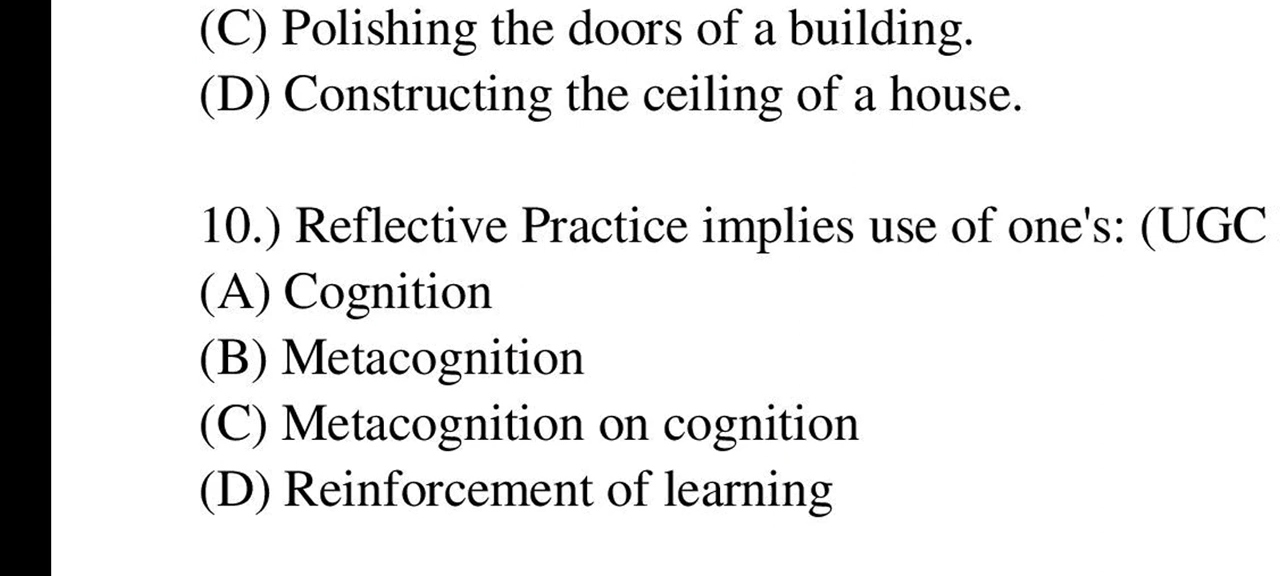 (C) Polishing the doors of a building.
(D) Constructing the ceiling of a house.
10.) Reflective Practice implies use of one's: (UGC
(A) Cognition
(B) Metacognition
(C) Metacognition on cognition
(D) Reinforcement of learning